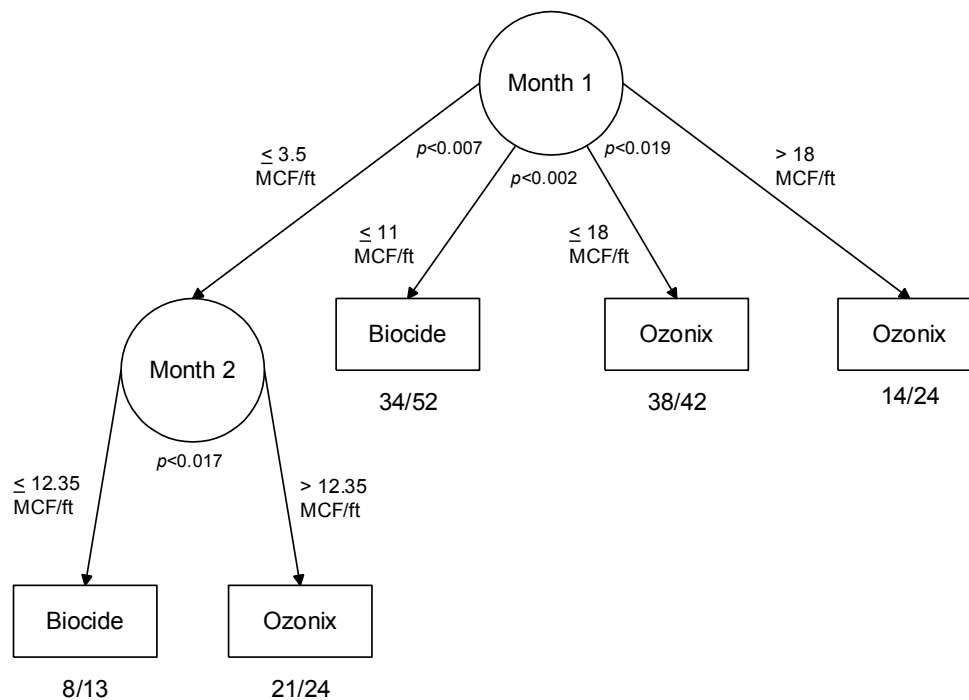 Month 1
≤ 3.5
MCF/ft
p<0.007
p<0.002
p<0.019
> 18
MCF/ft
≤ 11
MCF/ft
≤ 18
MCF/ft
Biocide
Ozonix
Ozonix
34/52
38/42
14/24
Month 2
p<0.017
≤ 12.35
MCF/ft
> 12.35
MCF/ft
Biocide
Ozonix
8/13
21/24